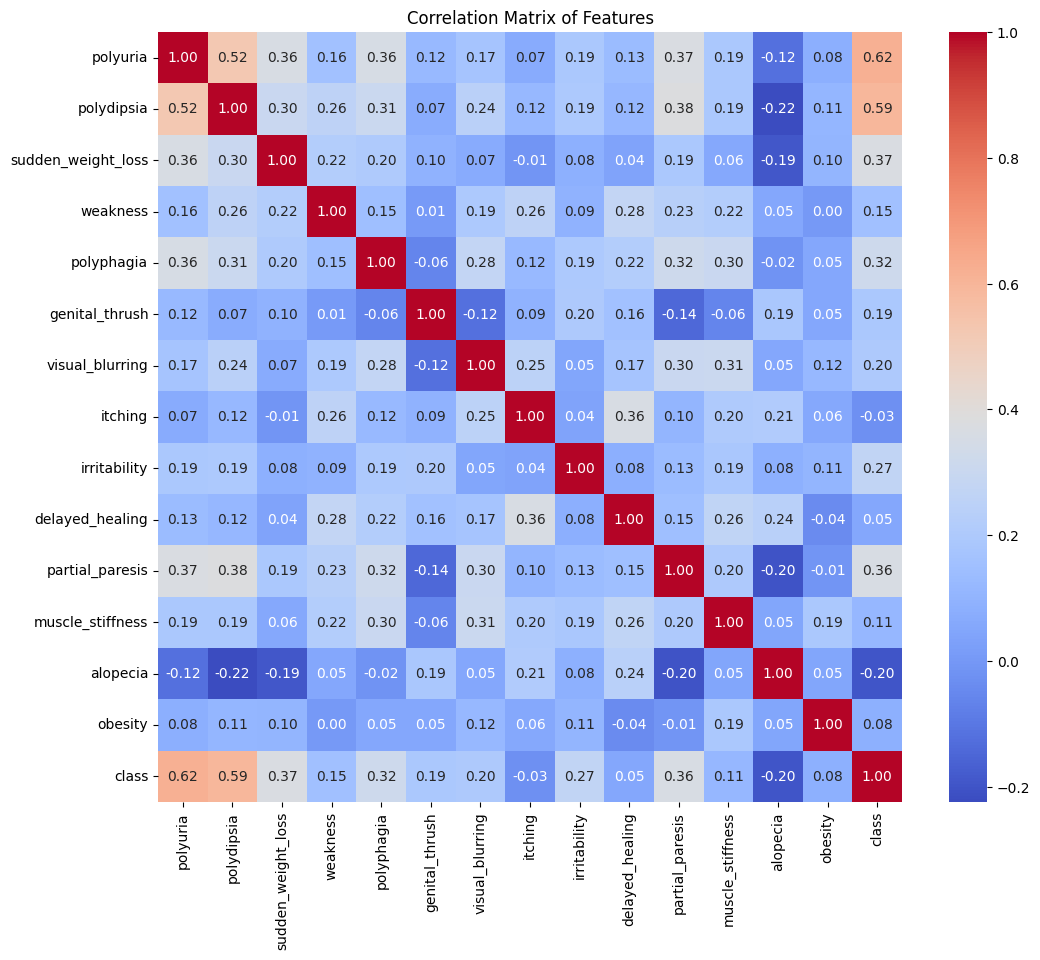 Correlation Matrix of Features
polyuria 1.00 0.52 0.36 0.16 0.36 0.12 0.17 0.07 0.19 0.13 0.37 0.19 -0.12 0.08 0.62
polydipsia 0.52 1.00 0.30 0.26 0.31 0.07 0.24 0.12 0.19 0.12 0.38 0.19 -0.22 0.11 0.59
sudden_weight_loss 0.36 0.30 1.00 0.22 0.20 0.10 0.07 -0.01 0.08 0.04 0.19 0.06 -0.19 0.10 0.37
weakness 0.16 0.26 0.22 1.00 0.15 0.01 0.19 0.26 0.09 0.28 0.23 0.22 0.05 0.00 0.15
polyphagia 0.36 0.31 0.20 0.15 1.00 -0.06 0.28 0.12 0.19 0.22 0.32 0.30 -0.02 0.05 0.32
genital_thrush 0.12 0.07 0.10 0.01 -0.06 1.00 -0.12 0.09 0.20 0.16 -0.14 -0.06 0.19 0.05 0.19
visual_blurring 0.17 0.24 0.07 0.19 0.28 -0.12 1.00 0.25 0.05 0.17 0.30 0.31 0.05 0.12 0.20
itching 0.07 0.12 -0.01 0.26 0.12 0.09 0.25 1.00 0.04 0.36 0.10 0.20 0.21 0.06 -0.03
irritability 0.19 0.19 0.08 0.09 0.19 0.20 0.05 0.04 1.00 0.08 0.13 0.19 0.08 0.11 0.27
delayed_healing 0.13 0.12 0.04 0.28 0.22 0.16 0.17 0.36 0.08 1.00 0.15 0.26 0.24 -0.04 0.05
partial_paresis 0.37 0.38 0.19 0.23 0.32 -0.14 0.30 0.10 0.13 0.15 1.00 0.20 -0.20 -0.01 0.36
muscle_stiffness 0.19 0.19 0.06 0.22 0.30 -0.06 0.31 0.20 0.19 0.26 0.20 1.00 0.05 0.19 0.11
alopecia -0.12 -0.22 -0.19 0.05 -0.02 0.19 0.05 0.21 0.08 0.24 -0.20 0.05 1.00 0.05 -0.20
obesity 0.08 0.11 0.10 0.00 0.05 0.05 0.12 0.06 0.11 -0.04 -0.01 0.19 0.05 1.00 0.08
class 0.62 0.59 0.37 0.15 0.32 0.19 0.20 -0.03 0.27 0.05 0.36 0.11 -0.20 0.08 1.00
polyuria
polydipsia
sudden_weight_loss
weakness
polyphagia
genital_thrush
visual_blurring
itching
irritability
delayed_healing
partial_paresis
muscle_stiffness
alopecia
obesity
class
1.0
0.8
0.6
0.4
0.2
0.0
−0.2